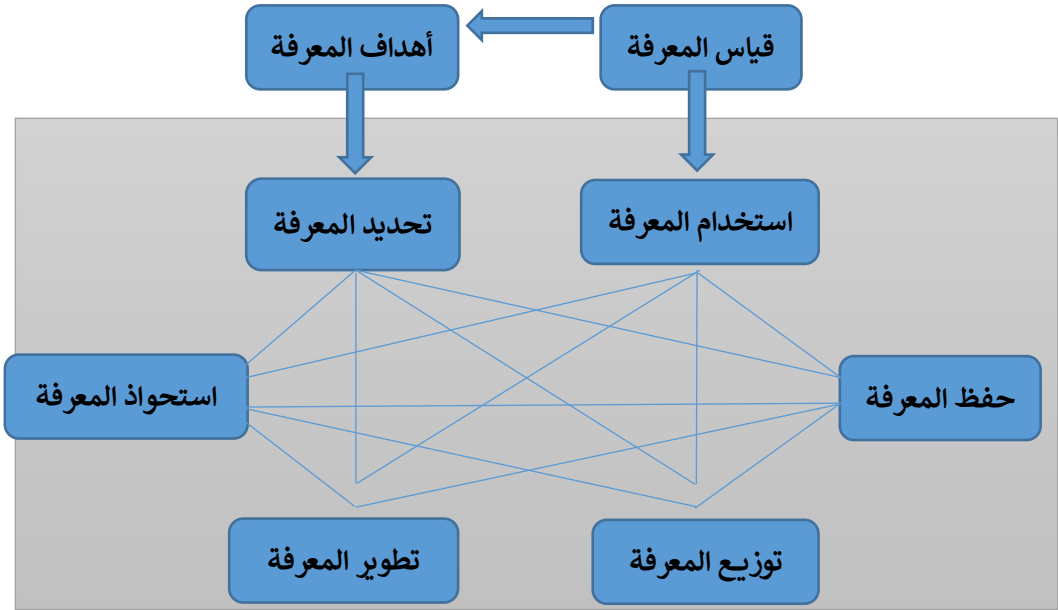 قياس المعرفة
أهداف المعرفة
استخدام المعرفة
تحديد المعرفة
حفظ المعرفة
استحواذ المعرفة
توزيع المعرفة
تطوير المعرفة